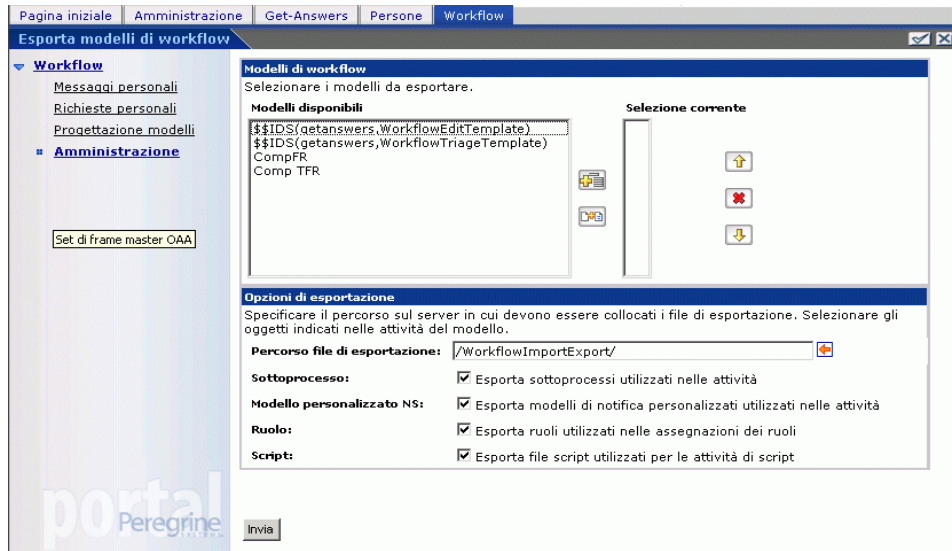 Pagina iniziale Amministrazione Get-Answers Persone Workflow
Esporta modelli di workflow
Workflow
Messaggi personali
Richieste personali
Progettazione modelli
Amministrazione
Set di frame master OAA
Modelli di workflow
Selezionare i modelli da esportare.
Modelli disponibili
$$IDS(getanswers,WorkflowEditTemplate)
$$IDS(getanswers,WorkflowTriageTemplate)
CompFR
Comp TFR
Selezione corrente
Opzioni di esportazione
Specificare il percorso sul server in cui devono essere collocati i file di esportazione. Selezionare gli
oggetti indicati nelle attività del modello.
Percorso file di esportazione: /WorkflowImportExport/
Sottoprocesso: Esporta sottoprocessi utilizzati nelle attività
Modello personalizzato NS: Esporta modelli di notifica personalizzati utilizzati nelle attività
Ruolo: Esporta ruoli utilizzati nelle assegnazioni dei ruoli
Script: Esporta file script utilizzati per le attività di script
portal
Peregrine
SYSTEMS
Invia